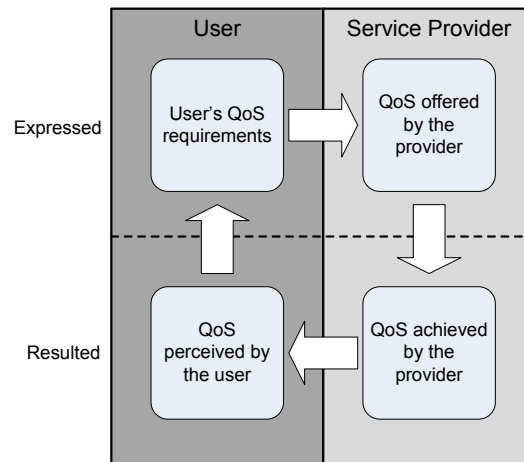 User
Service Provider
Expressed
User's QoS
requirements
QoS offered
by the
provider
Resulted
QoS
perceived by
the user
QoS achieved
by the
provider